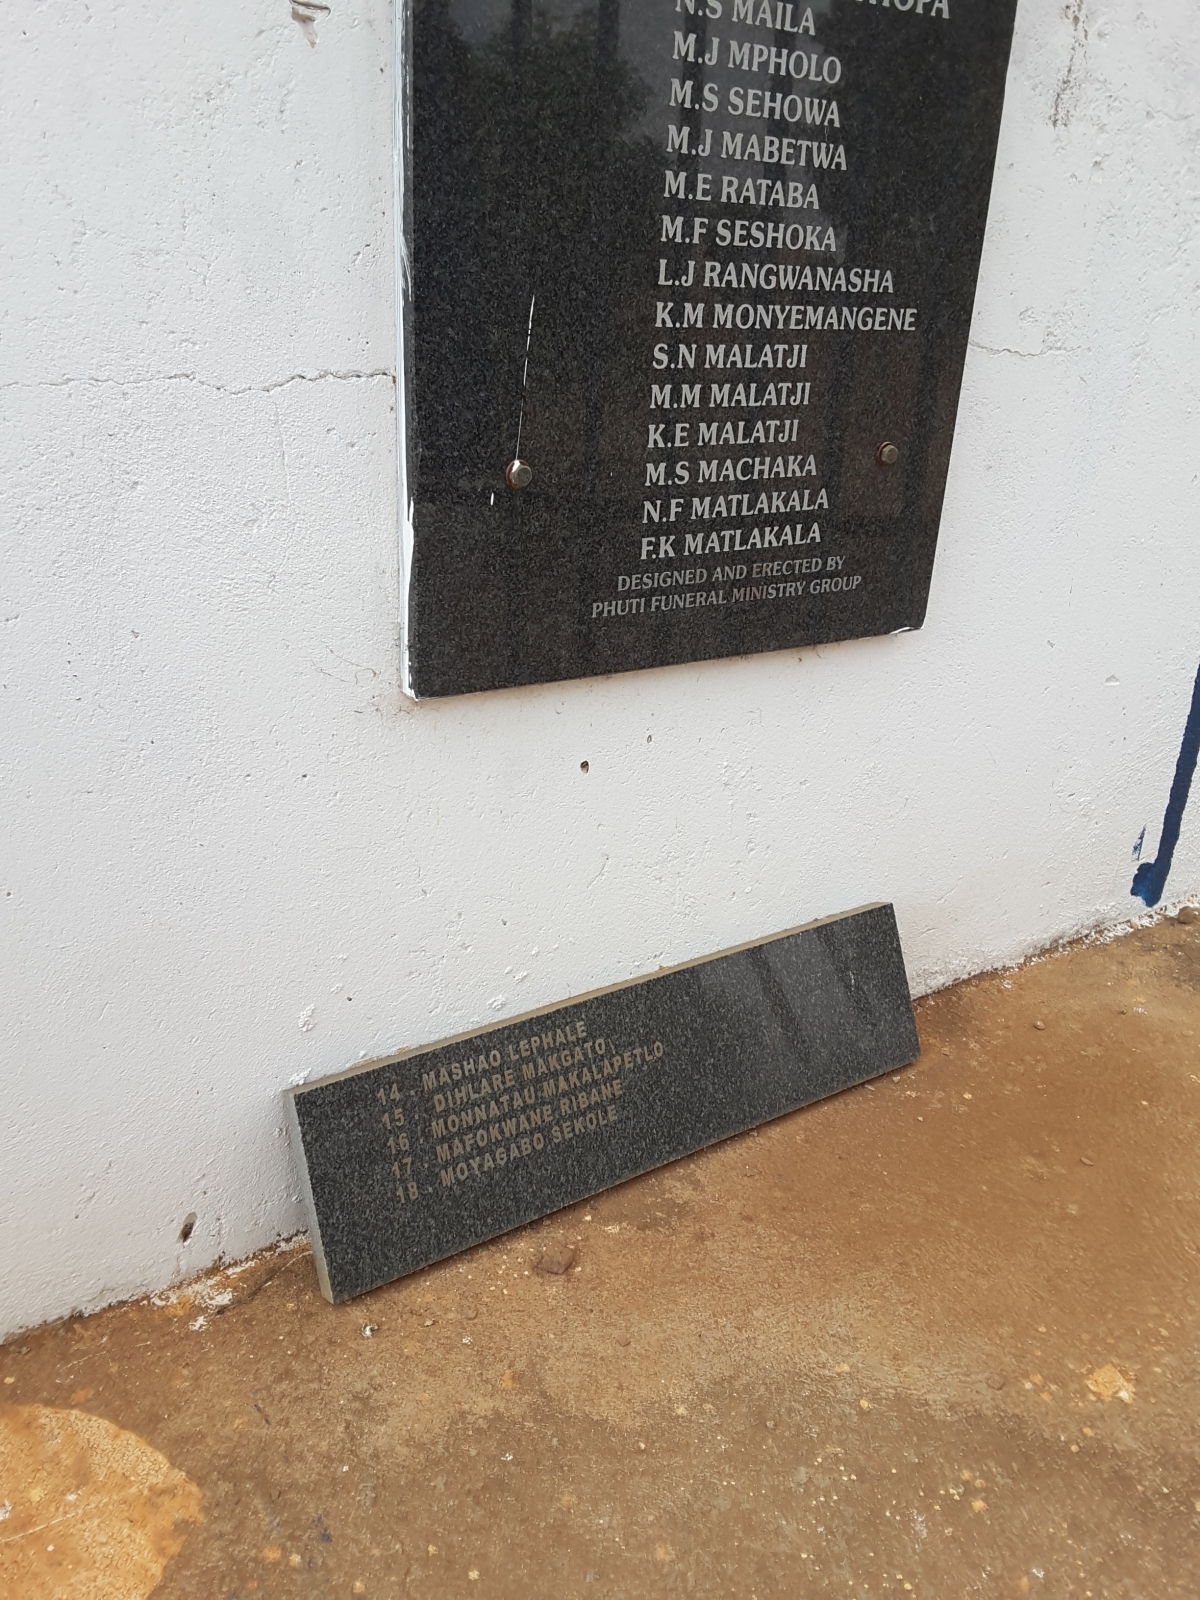 N.S MAILA
M.J MPHOLO
M.S SEHOWA
M.J MABETWA
M.E RATABA
M.F SESHOKA
L.J RANGWANASHA
K.M MONYEMANGENE
S.N MALATJI
M.M MALATJI
K.E MALATJI
M.S MACHAKA
N.F MATLAKALA
F.K MATLAKALA
DESIGNED AND ERECTED BY
PHUTI FUNERAL MINISTRY GROUP
14 . MASHAO LEPHALE
15 . DIHLARE MAKGATO
16 . MONNATAU MAKALAPETLO
17 . MAFOKWANE RIBANE
18 . MOYAGABO SEKOLE